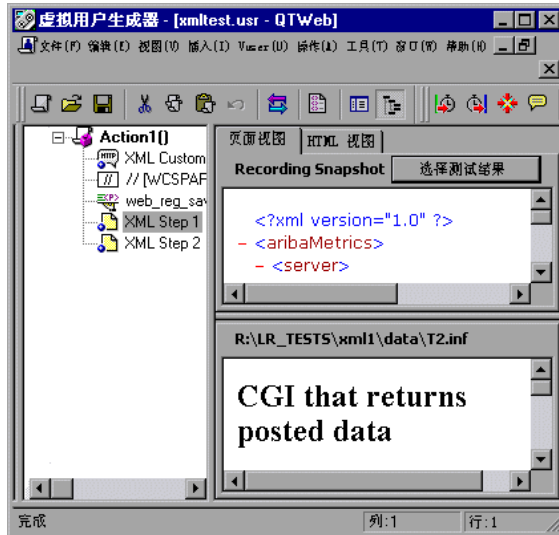 虚拟用户生成器 - [xmltest.usr - QTWeb]
文件(F) 编辑(E) 视图(V) 插入(I) Vuser(U) 操作(A) 工具(T) 窗口(W) 帮助(H)
Action1()
XML Custom
// [WCSPAF
web_reg_sav
XML Step 1
XML Step 2
页面视图 HTML 视图
Recording Snapshot 选择测试结果
<?xml version="1.0" ?>
– <aribaMetrics>
– <server>
R:\LR_TESTS\xml1\data\T2.inf
CGI that returns
posted data
完成 列:1 行:1